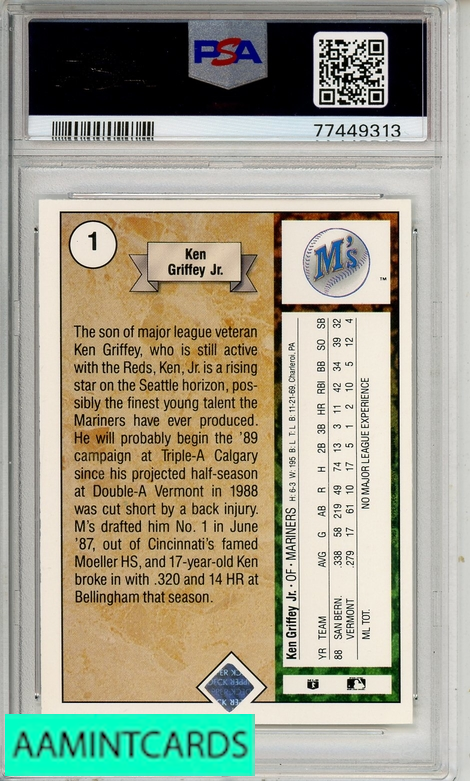 PSA
77449313
1
Ken
Griffey Jr.
M's
TM
The son of major league veteran
Ken Griffey, who is still active
with the Reds, Ken, Jr. is a rising
star on the Seattle horizon, pos-
sibly the finest young talent the
Mariners have ever produced.
He will probably begin the '89
campaign at Triple-A Calgary
since his projected half-season
at Double-A Vermont in 1988
was cut short by a back injury.
M's drafted him No. 1 in June
'87, out of Cincinnati's famed
Moeller HS, and 17-year-old Ken
broke in with .320 and 14 HR at
Bellingham that season.
Ken Griffey Jr. • OF • MARINERS H: 6-3 W: 195 B: L T: L B: 11-21-69, Charleroi, PA
YR TEAM AVG G AB R H 2B 3B HR RBI BB SO SB
88 SAN BERN. .338 58 219 49 74 13 3 11 42 34 39 32
VERMONT .279 17 61 10 17 5 1 2 10 5 12 4
ML TOT. NO MAJOR LEAGUE EXPERIENCE
AAMINTCARDS